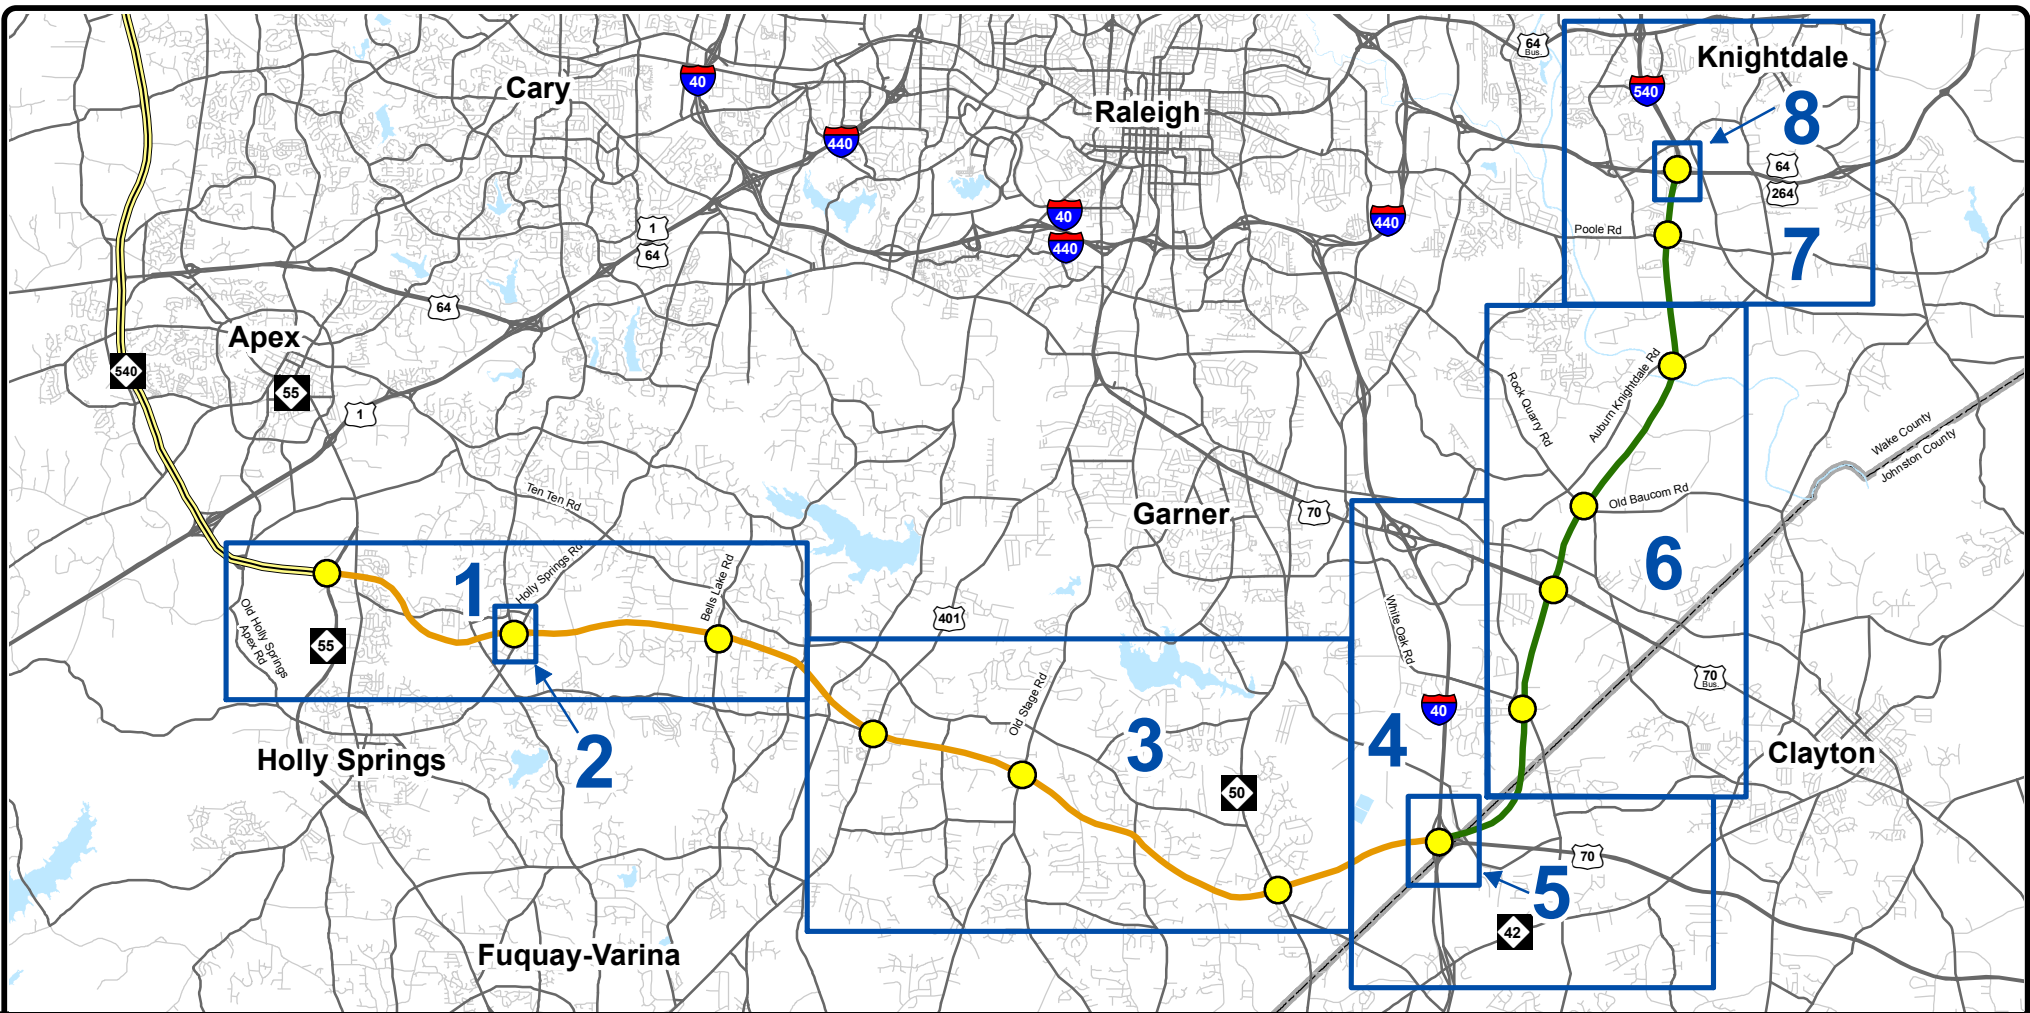 64
Bus.
Knightdale
Cary
40
540
Raleigh
8
440
64
264
40
440
1
64
440
Poole Rd
7
64
Apex
540
55
1
Rock Quarry Rd
Auburn Knightdale Rd
Wake County
Johnston County
Ten Ten Rd
Garner
70
Old Baucom Rd
Holly Springs Rd
1
Bells Lake Rd
6
Old Holly Springs
Apex Rd
55
401
White Oak Rd
70
Bus.
Old Stage Rd
40
3
4
Holly Springs
2
Clayton
50
70
5
42
Fuquay-Varina